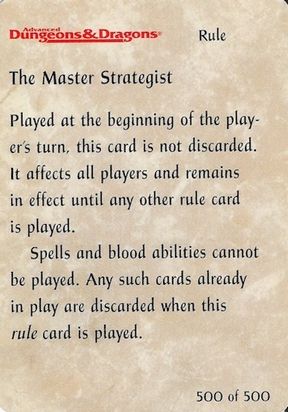 Advanced
Dungeons&Dragons® Rule
The Master Strategist
Played at the beginning of the play-
er's turn, this card is not discarded.
It affects all players and remains
in effect until any other rule card
is played.
Spells and blood abilities cannot
be played. Any such cards already
in play are discarded when this
rule card is played.
500 of 500